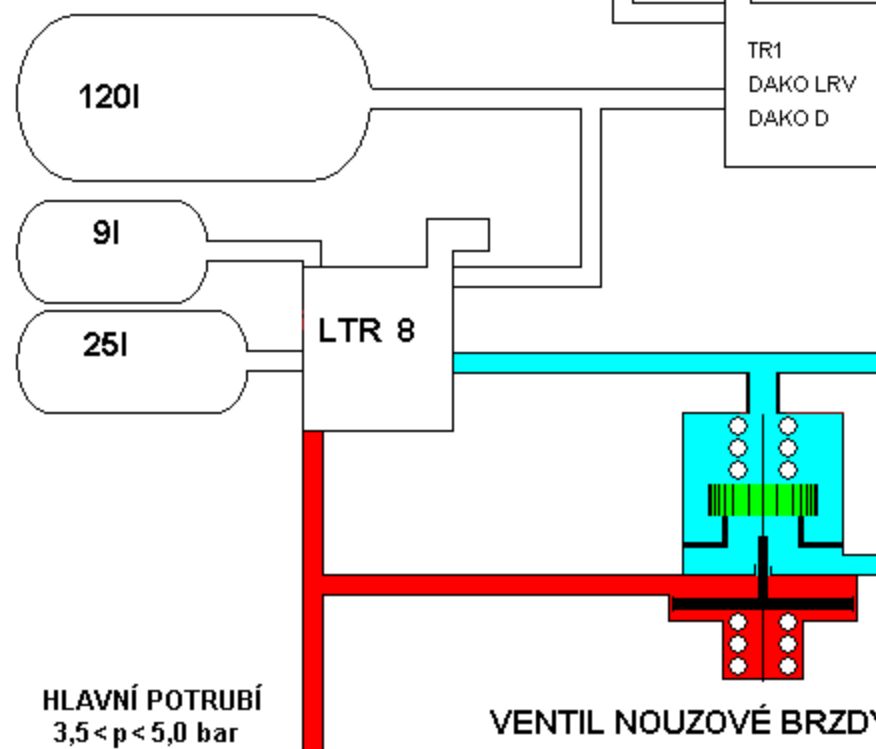 120l
TR1
DAKO LRV
DAKO D
9l
LTR 8
25l
HLAVNÍ POTRUBÍ
3,5<p<5,0 bar
VENTIL NOUZOVÉ BRZDY